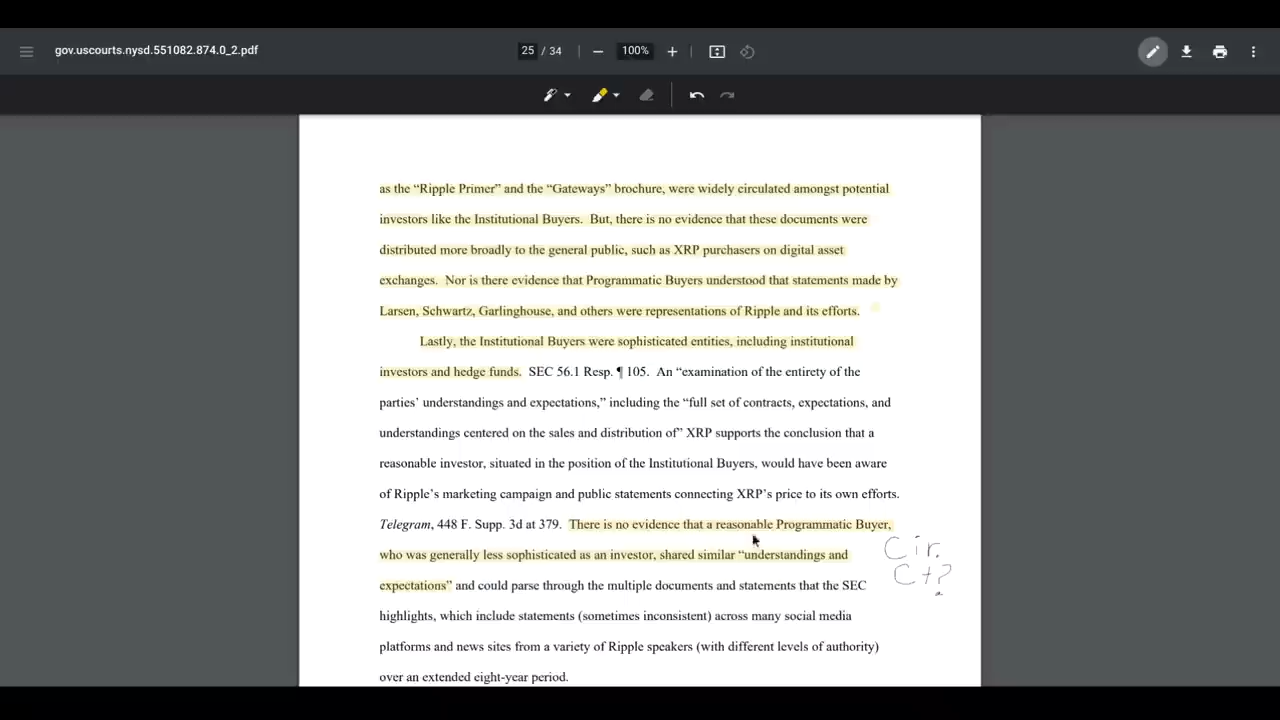 gov.uscourts.nysd.551082.874.0_2.pdf
25 / 34
100%
as the “Ripple Primer” and the “Gateways” brochure, were widely circulated amongst potential
investors like the Institutional Buyers.  But, there is no evidence that these documents were
distributed more broadly to the general public, such as XRP purchasers on digital asset
exchanges.  Nor is there evidence that Programmatic Buyers understood that statements made by
Larsen, Schwartz, Garlinghouse, and others were representations of Ripple and its efforts.
Lastly, the Institutional Buyers were sophisticated entities, including institutional
investors and hedge funds.  SEC 56.1 Resp. ¶ 105.  An “examination of the entirety of the
parties’ understandings and expectations,” including the “full set of contracts, expectations, and
understandings centered on the sales and distribution of” XRP supports the conclusion that a
reasonable investor, situated in the position of the Institutional Buyers, would have been aware
of Ripple’s marketing campaign and public statements connecting XRP’s price to its own efforts.
Telegram, 448 F. Supp. 3d at 379.  There is no evidence that a reasonable Programmatic Buyer,
who was generally less sophisticated as an investor, shared similar “understandings and
expectations” and could parse through the multiple documents and statements that the SEC
highlights, which include statements (sometimes inconsistent) across many social media
platforms and news sites from a variety of Ripple speakers (with different levels of authority)
over an extended eight-year period.
Cir.
Ct?